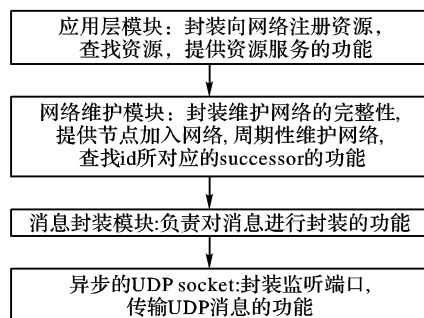 应用层模块：封装向网络注册资源，
查找资源，提供资源服务的功能
网络维护模块：封装维护网络的完整性,
提供节点加入网络, 周期性维护网络,
查找id所对应的successor的功能
消息封装模块:负责对消息进行封装的功能
异步的UDP socket:封装监听端口,
传输UDP消息的功能